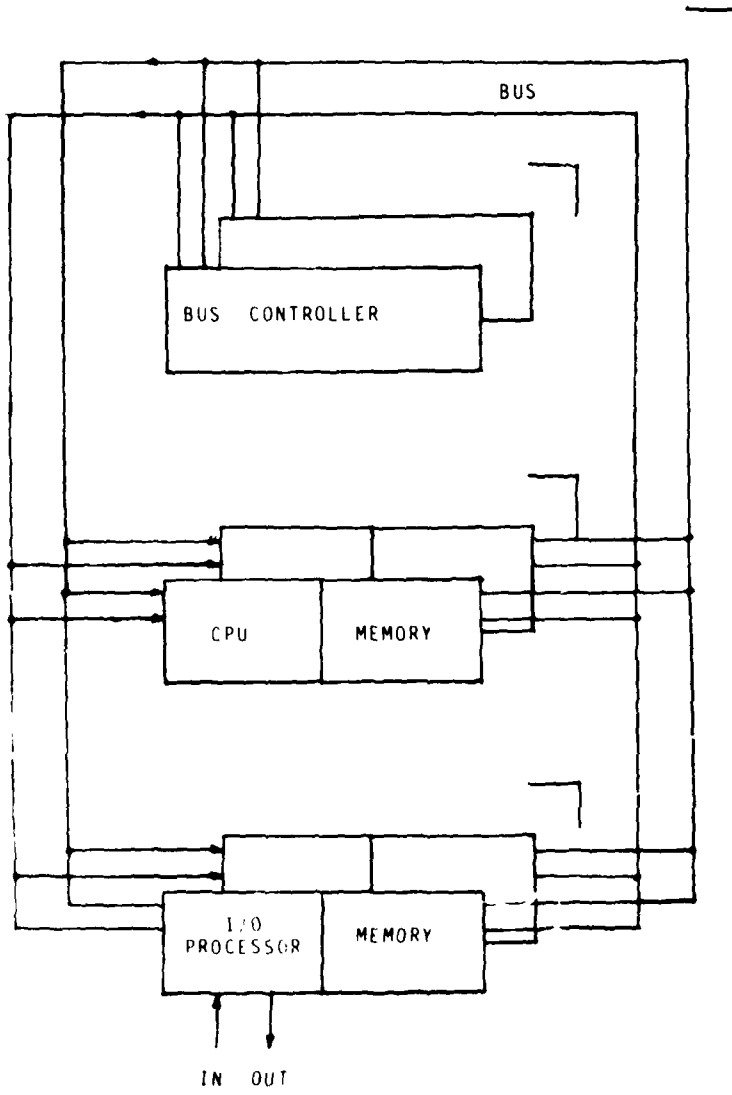 BUS
BUS CONTROLLER
CPU
MEMORY
I/O
PROCESSOR
MEMORY
IN OUT